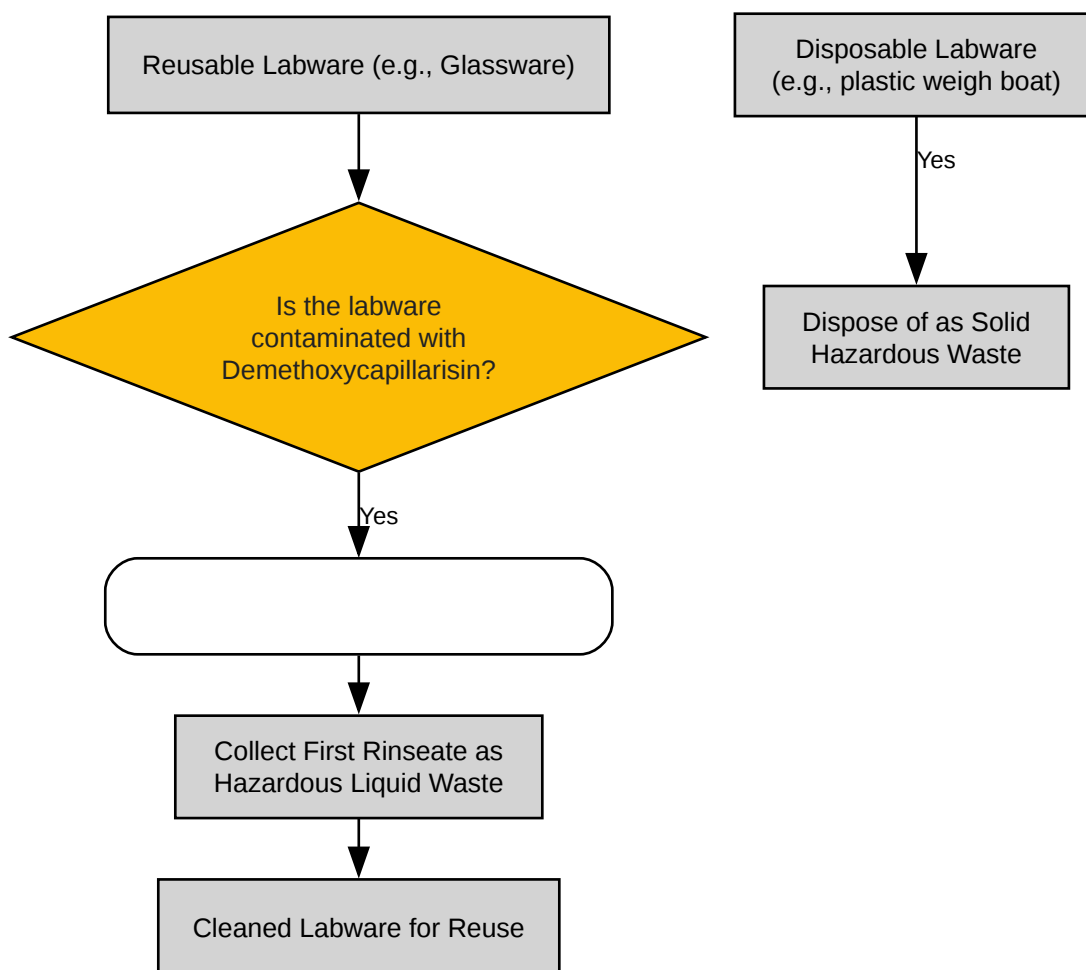 Reusable Labware (e.g., Glassware)
Disposable Labware
(e.g., plastic weigh boat)
Yes
Is the labware
contaminated with
Demethoxycapillarisin?
Dispose of as Solid
Hazardous Waste
Yes
Collect First Rinseate as
Hazardous Liquid Waste
Cleaned Labware for Reuse